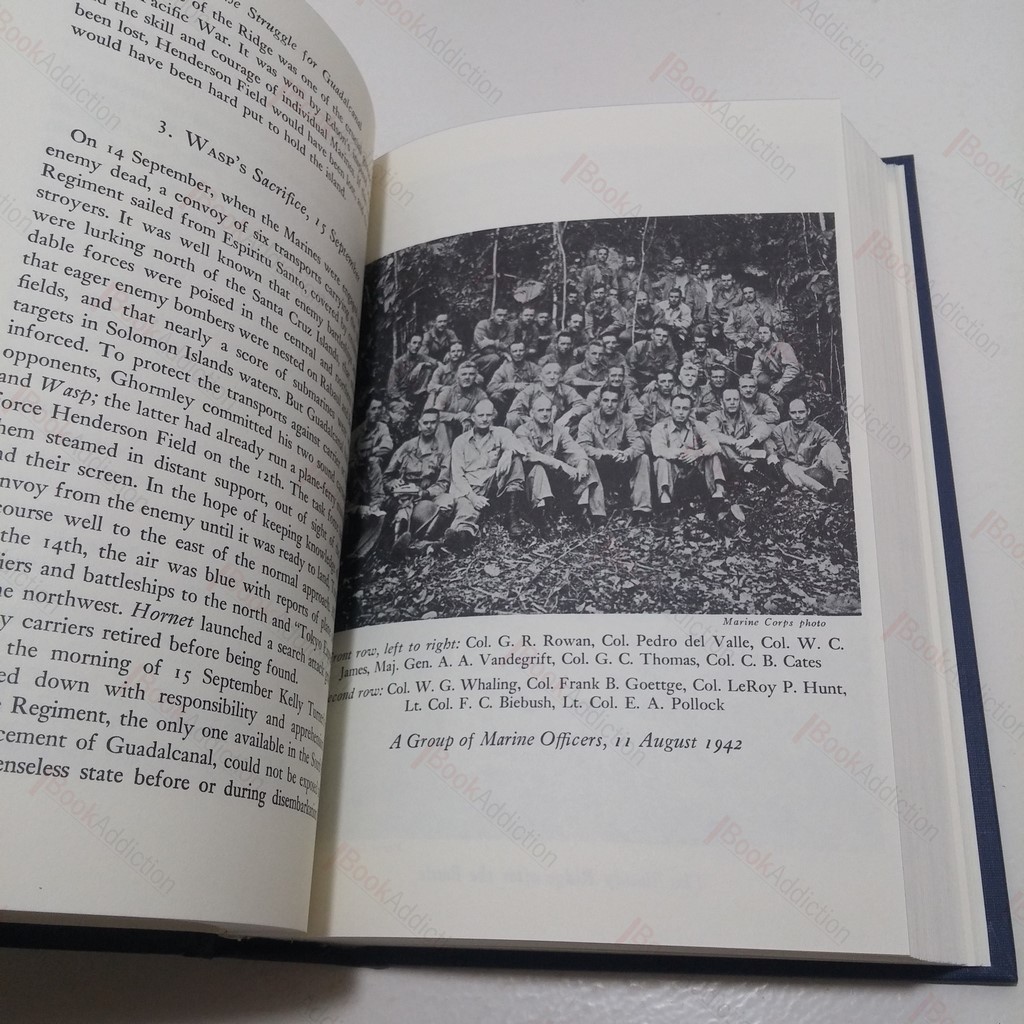 the Struggle for Guadalcanal
of the Ridge was one of the
Pacific War. It was won by Edson's
the skill and courage of individual Marines.
been lost, Henderson Field would have been
would have been hard put to hold the island.
3. WASP'S Sacrifice, 15 September
On 14 September, when the Marines were
enemy dead, a convoy of six transports carrying
Regiment sailed from Espiritu Santo, covered by
stroyers. It was well known that enemy
were lurking north of the Santa Cruz Islands,
dable forces were poised in the central and
that eager enemy bombers were nested on Rabaul
fields, and that nearly a score of submarines
targets in Solomon Islands waters. But Guadalcanal
inforced. To protect the transports against
opponents, Ghormley committed his two sound
and Wasp; the latter had already run a plane-ferry
force Henderson Field on the 12th. The task
hem steamed in distant support, out of sight of
nd their screen. In the hope of keeping knowledge
nvoy from the enemy until it was ready to land,
course well to the east of the normal approach.
the 14th, the air was blue with reports of
iers and battleships to the north and "Tokyo
he northwest. Hornet launched a search attack
y carriers retired before being found.
the morning of 15 September Kelly Turner
ed down with responsibility and
Regiment, the only one available in the
cement of Guadalcanal, could not be
enseless state before or during disembarkation
Marine Corps photo
ront row, left to right: Col. G. R. Rowan, Col. Pedro del Valle, Col. W. C.
James, Maj. Gen. A. A. Vandegrift, Col. G. C. Thomas, Col. C. B. Cates
econd row: Col. W. G. Whaling, Col. Frank B. Goettge, Col. LeRoy P. Hunt,
Lt. Col. F. C. Biebush, Lt. Col. E. A. Pollock
A Group of Marine Officers, 11 August 1942
BookAddiction